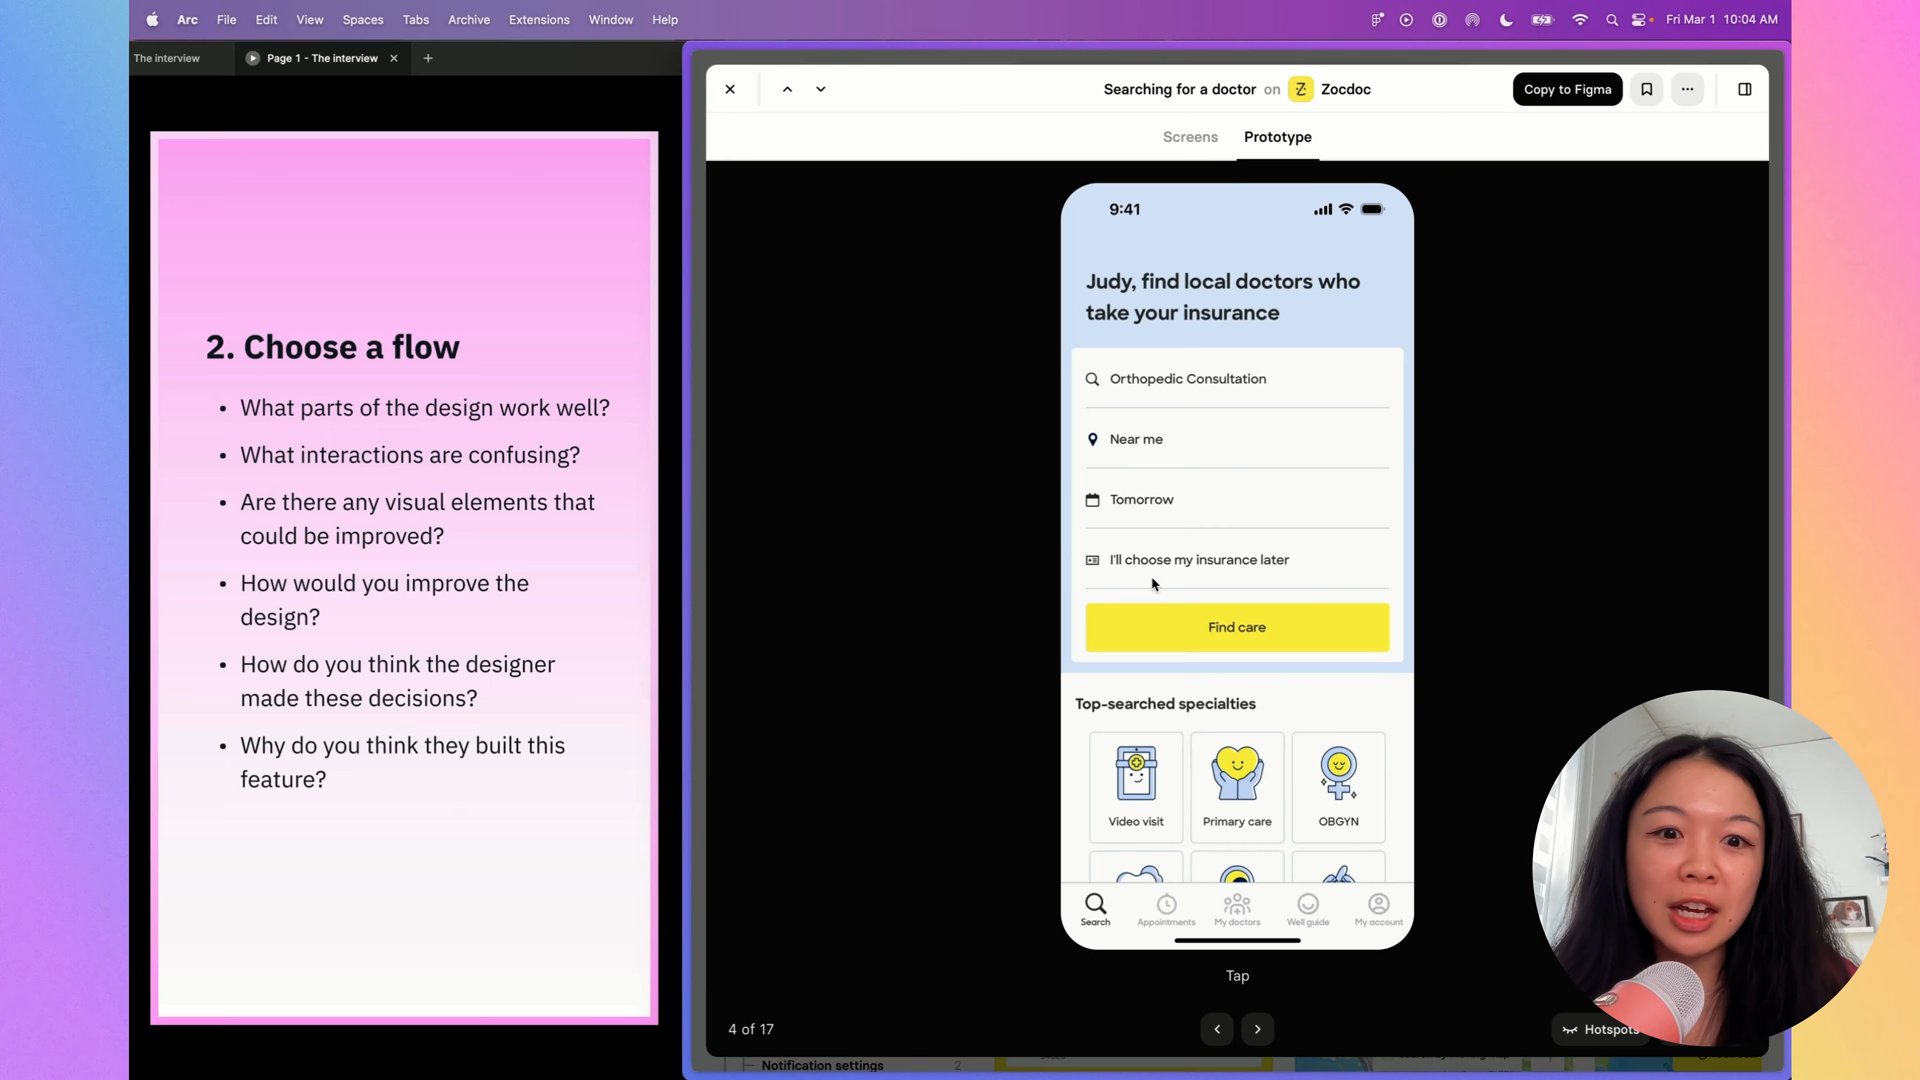 Arc File Edit View Spaces Tabs Archive Extensions Window Help
Fri Mar 1 10:04 AM
The interview
Page 1 - The interview
2. Choose a flow
• What parts of the design work well?
• What interactions are confusing?
• Are there any visual elements that
could be improved?
• How would you improve the
design?
• How do you think the designer
made these decisions?
• Why do you think they built this
feature?
Searching for a doctor on Z Zocdoc
Copy to Figma
Screens
Prototype
9:41
Judy, find local doctors who
take your insurance
Orthopedic Consultation
Near me
Tomorrow
I'll choose my insurance later
Find care
Top-searched specialties
Video visit
Primary care
OBGYN
Search
Appointments
My doctors
Well guide
My account
Tap
4 of 17
Hotspots
Notification settings 2